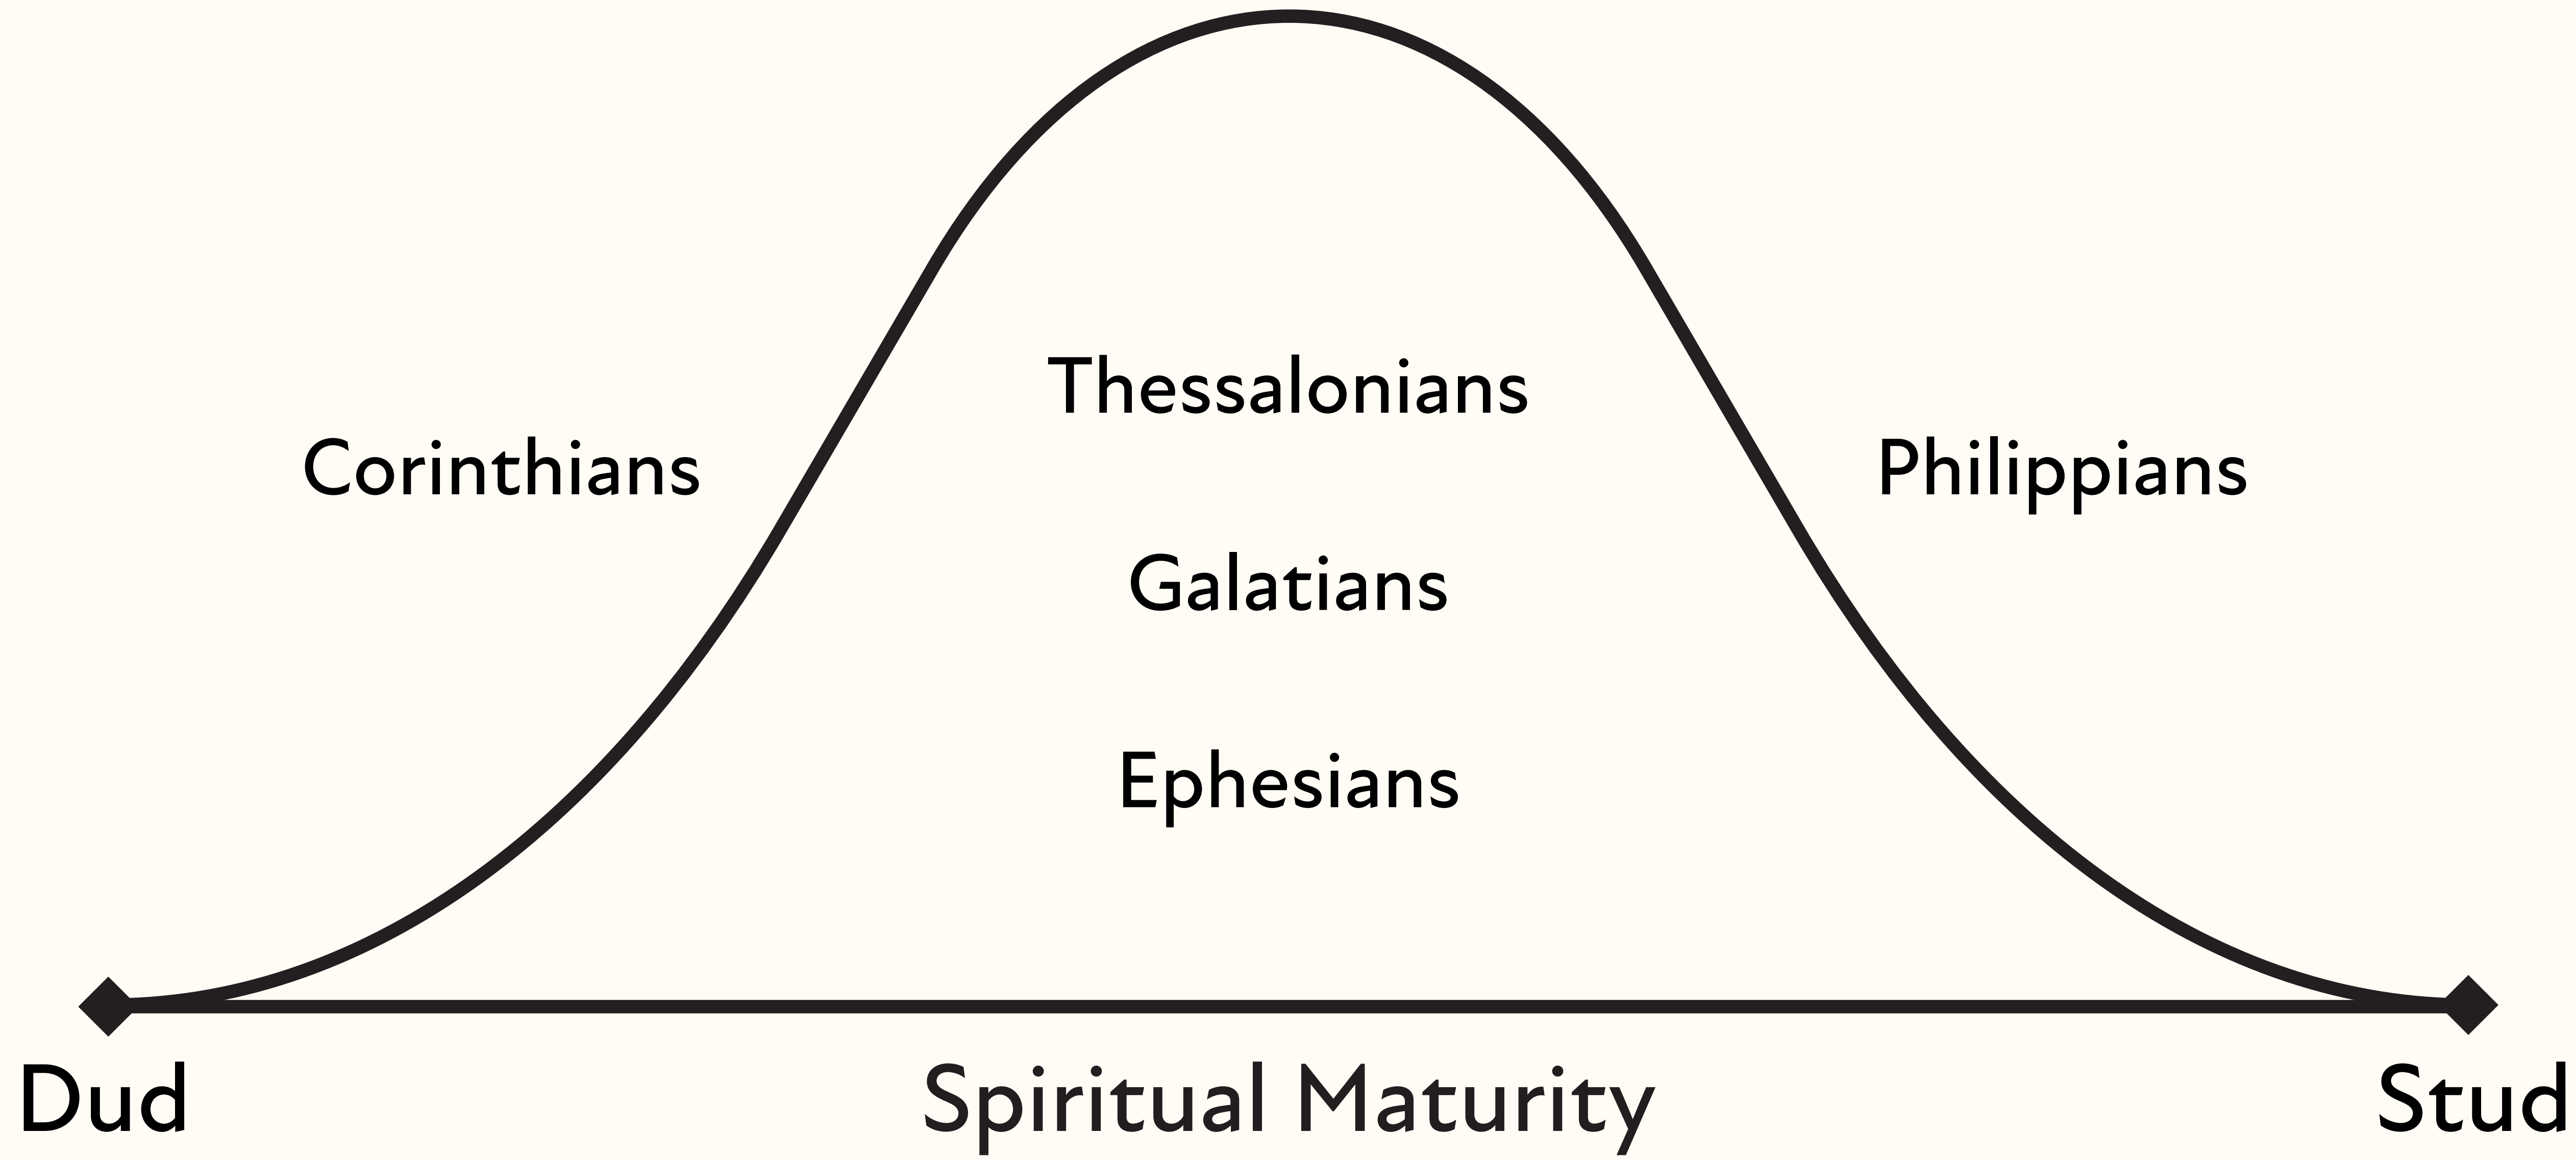 Thessalonians
Corinthians
Philippians
Galatians
Ephesians
Dud
Spiritual Maturity
Stud